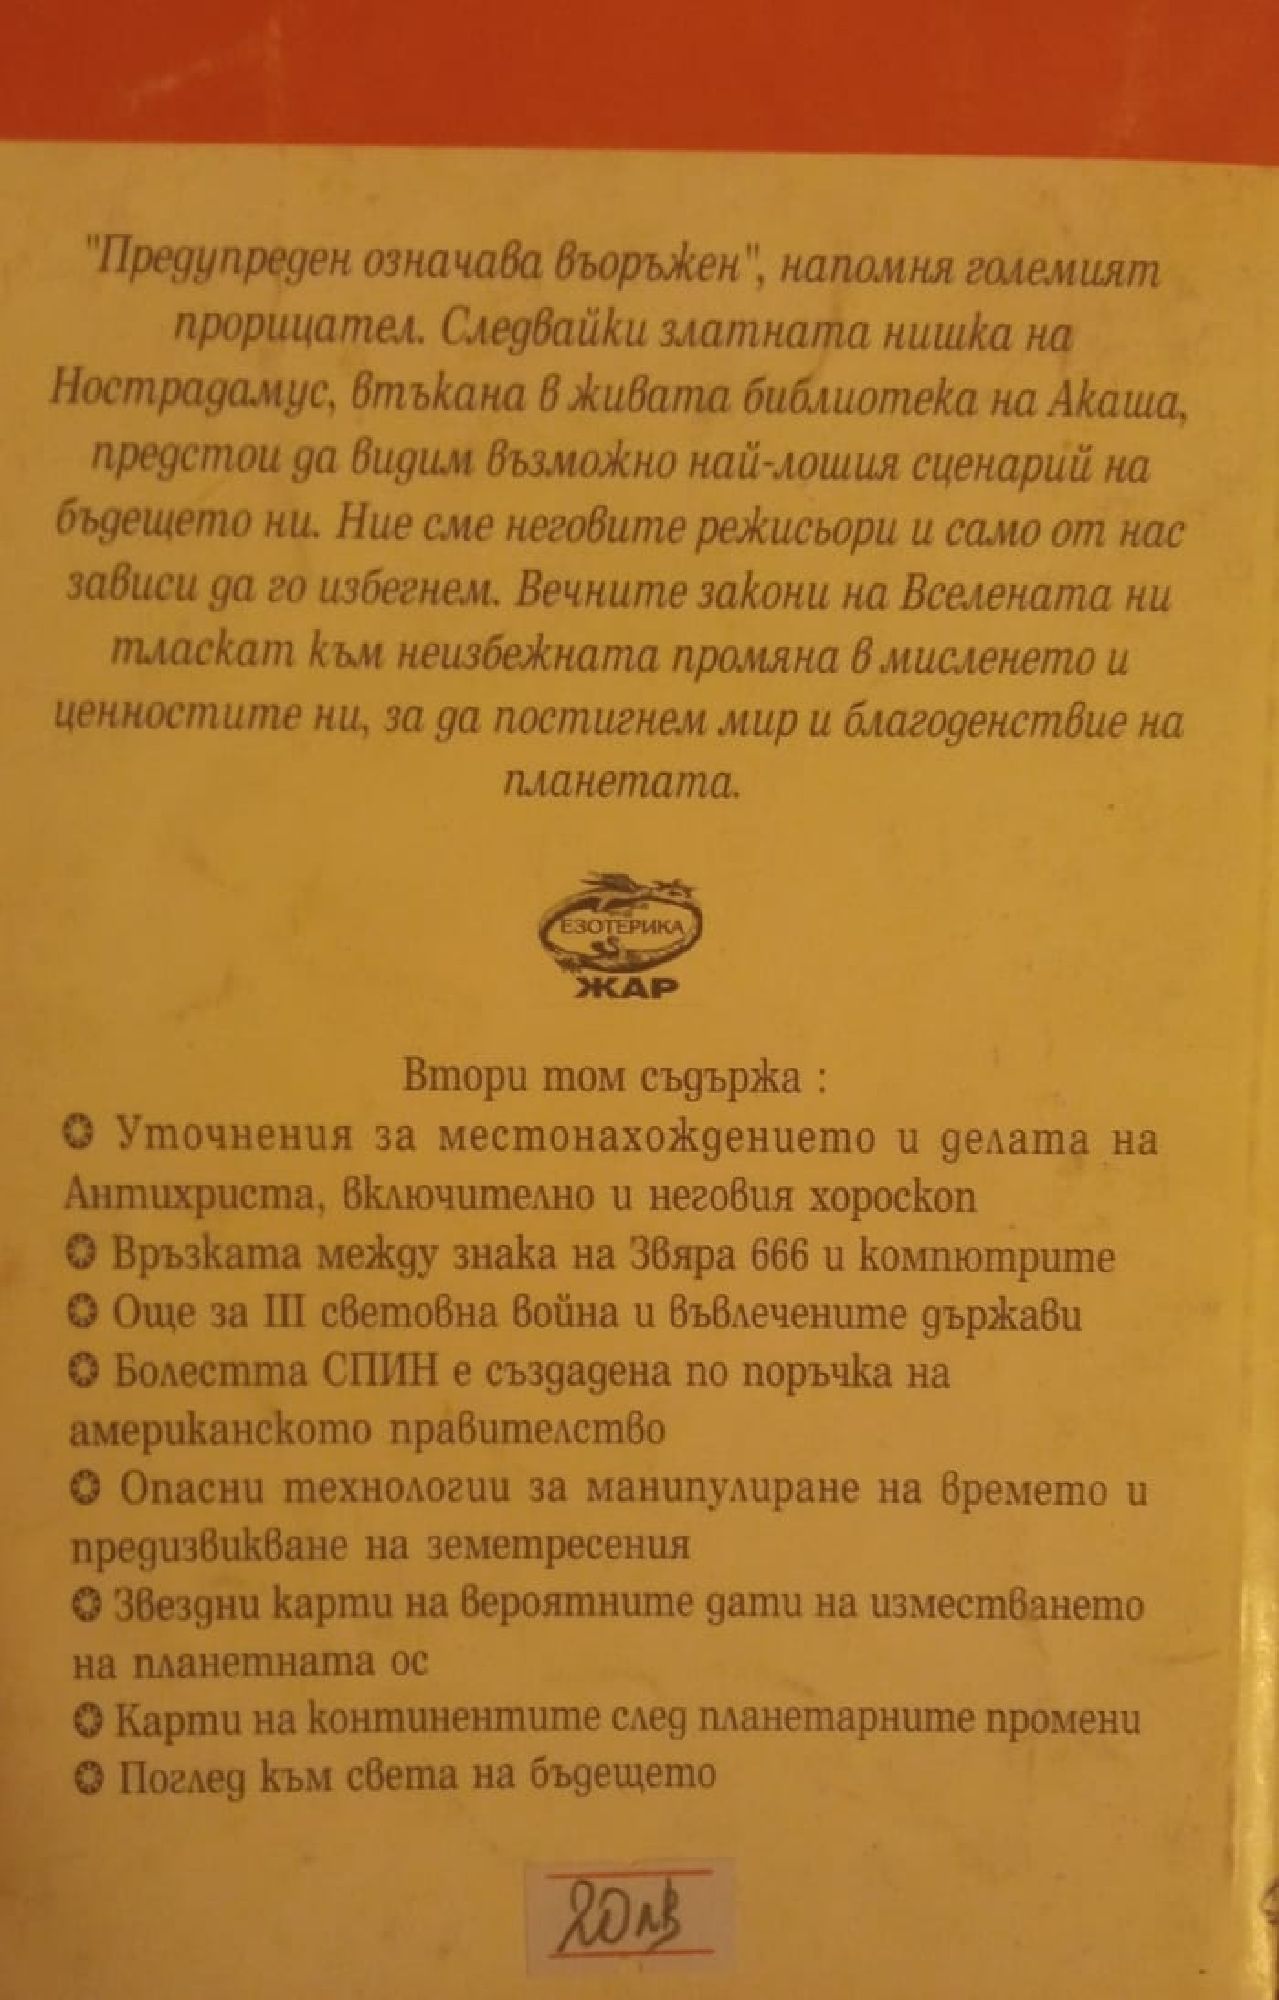 "Предупреден означава въоръжен", напомня големият
прорицател. Следвайки златната нишка на
Нострадамус, втъкана в живата библиотека на Акаша,
предстои да видим възможно най-лошия сценарий на
бъдещето ни. Ние сме неговите режисьори и само от нас
зависи да го избегнем. Вечните закони на Вселената ни
тласкат към неизбежната промяна в мисленето и
ценностите ни, за да постигнем мир и благоденствие на
планетата.
ЕЗОТЕРИКА
ЖАР
Втори том съдържа :
Уточнения за местонахождението и делата на
Антихриста, включително и неговия хороскоп
Връзката между знака на Звяра 666 и компютрите
Още за III световна война и въвлечените държави
Болестта СПИН е създадена по поръчка на
американското правителство
Опасни технологии за манипулиране на времето и
предизвикване на земетресения
Звездни карти на вероятните дати на изместването
на планетната ос
Карти на континентите след планетарните промени
Поглед към света на бъдещето
20лв